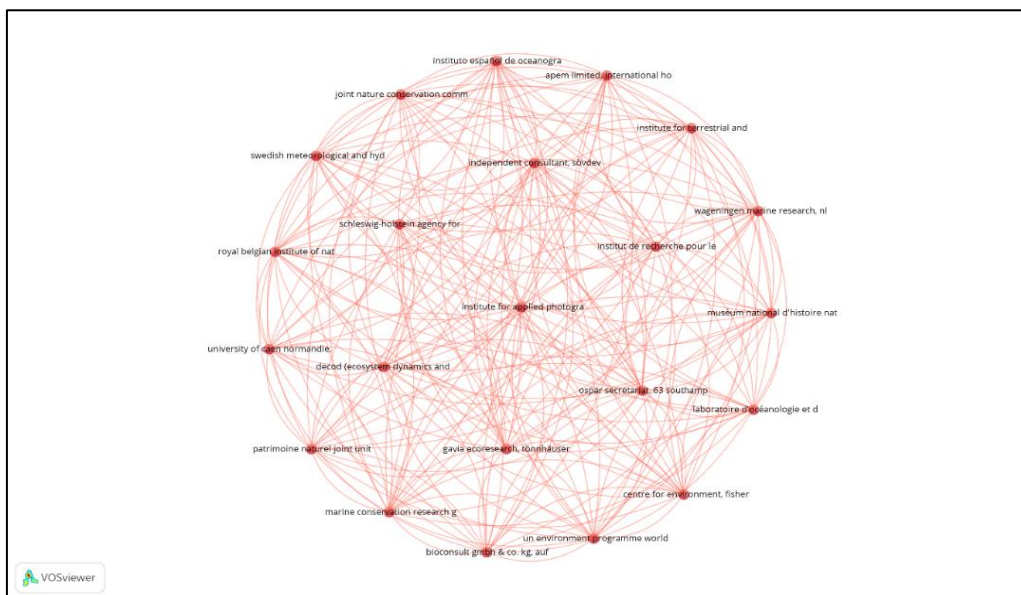 instituto español de oceanogra
apem limited, international ho
joint nature conservation comm
institute for terrestrial and
swedish meteorological and hyd
independent consultant, sövdev
wageningen marine research, nl
schleswig-holstein agency for
institut de recherche pour le
royal belgian institute of nat
institute for applied photogra
muséum national d'histoire nat
university of caen normandie,
decod (ecosystem dynamics and
ospar secretariat, 63 southamp
laboratoire d'océanologie et d
patrimoine naturel joint unit
gavia ecoresearch, tönnhäuser
centre for environment, fisher
marine conservation research g
un environment programme world
bioconsult gmbh & co. kg, auf
VOSviewer